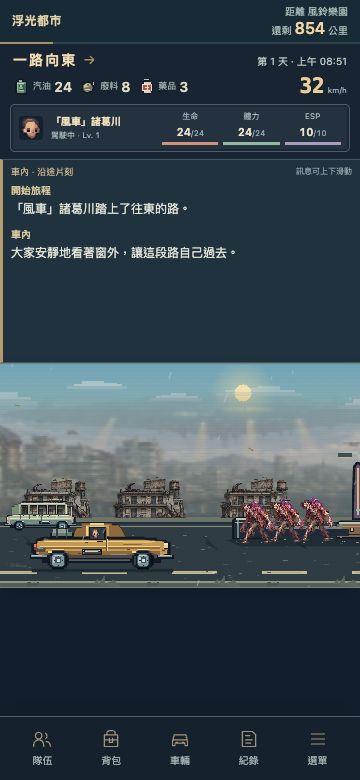 浮光都市
距離 風鈴樂園
還剩 854 公里
一路向東 →
第 1 天 · 上午 08:51
汽油 24 廢料 8 藥品 3
32 km/h
「風車」諸葛川
駕駛中 · Lv. 1
生命
24/24
體力
24/24
ESP
10/10
車內 · 沿途片刻
訊息可上下滑動
開始旅程
「風車」諸葛川踏上了往東的路。
車內
大家安靜地看著窗外，讓這段路自己過去。
隊伍
背包
車輛
紀錄
選單